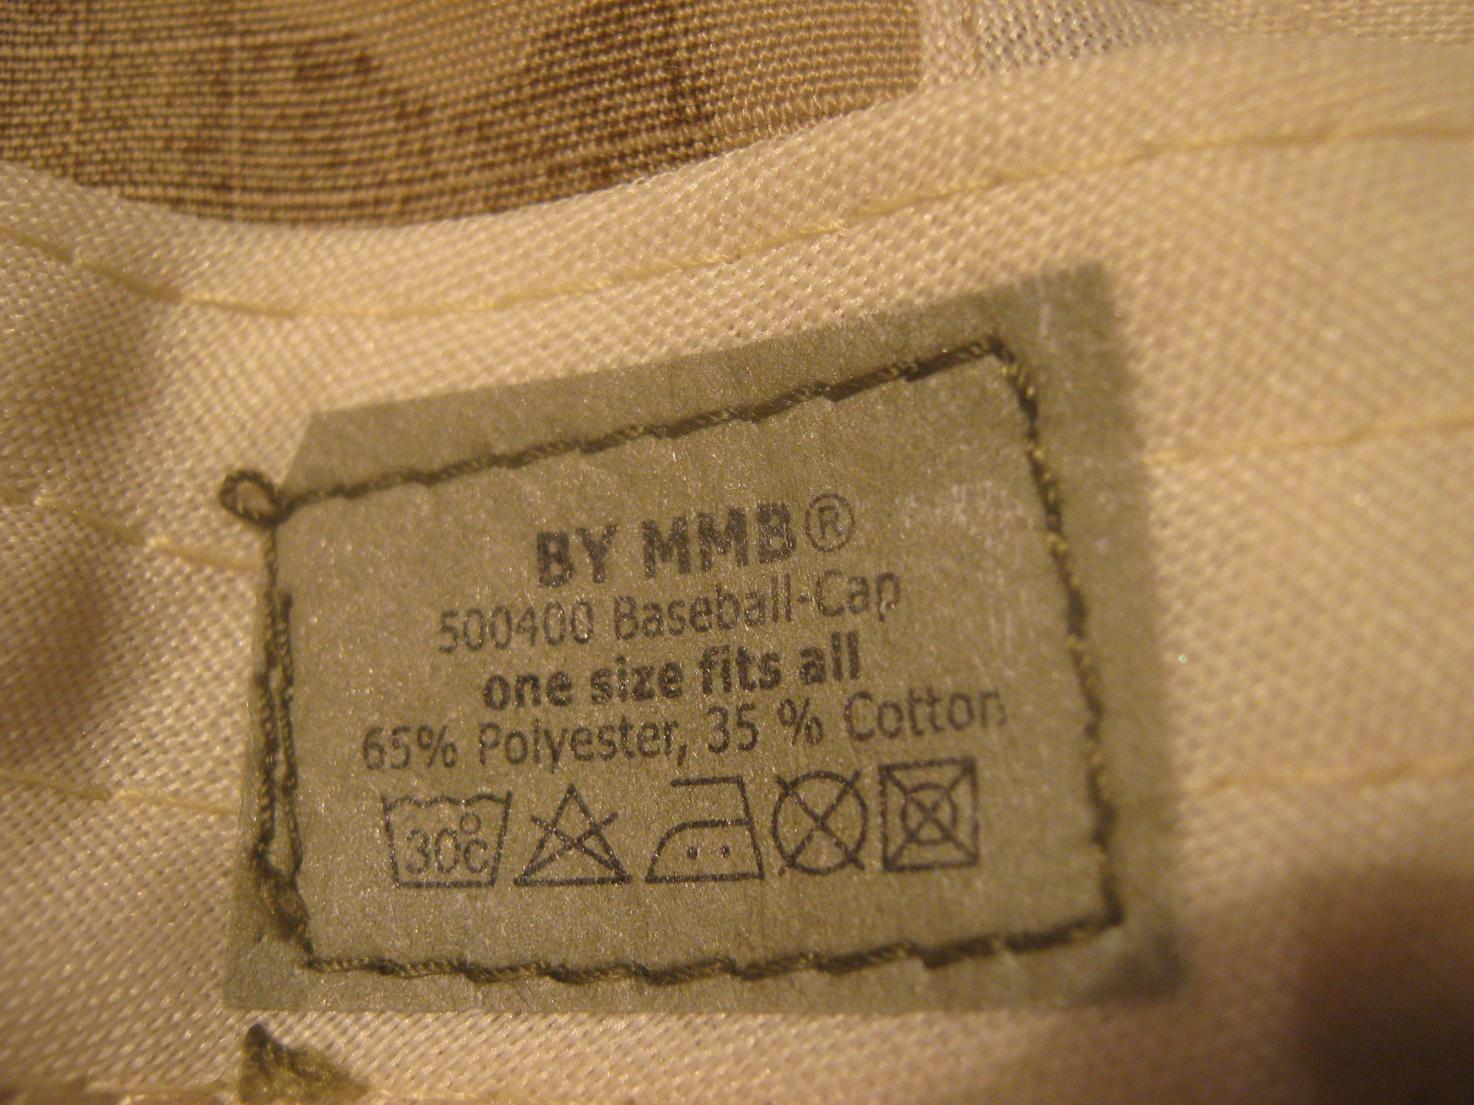 BY MMB®
500400 Baseball-Cap
one size fits all
65% Polyester, 35 % Cotton
30°C